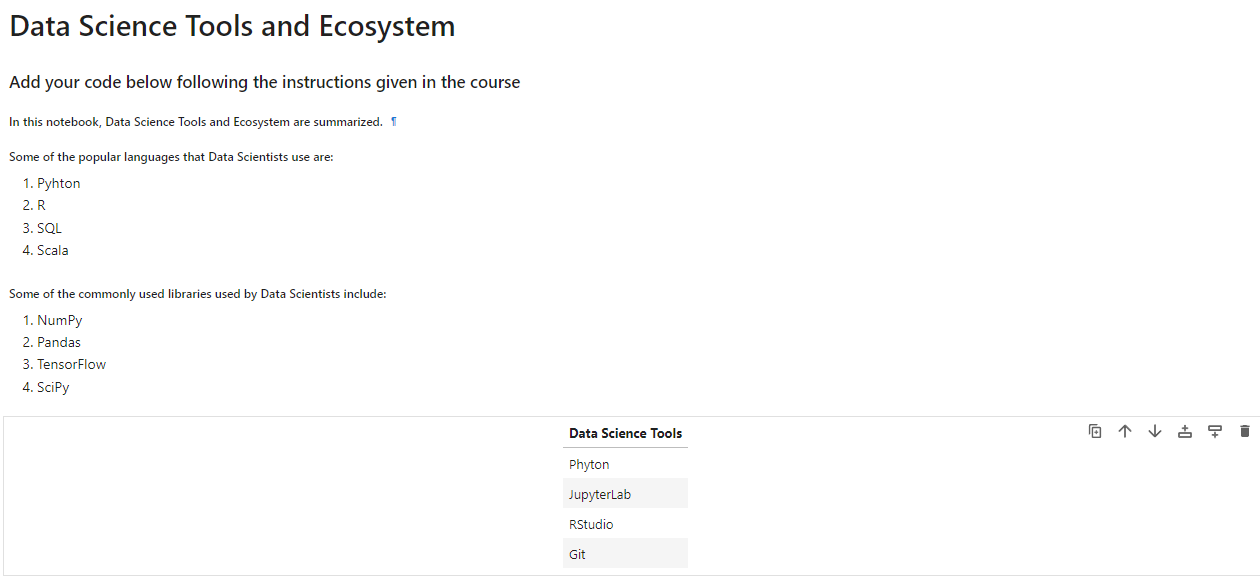 Data Science Tools and Ecosystem
Add your code below following the instructions given in the course
In this notebook, Data Science Tools and Ecosystem are summarized. ¶
Some of the popular languages that Data Scientists use are:
1. Pyhton
2. R
3. SQL
4. Scala
Some of the commonly used libraries used by Data Scientists include:
1. NumPy
2. Pandas
3. TensorFlow
4. SciPy
Data Science Tools
Phyton
JupyterLab
RStudio
Git